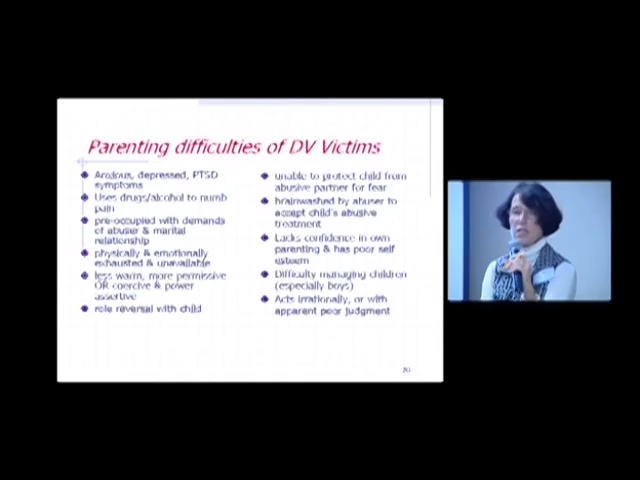 Parenting difficulties of DV Victims
Anxious, depressed, PTSD
symptoms
Uses drugs/alcohol to numb
pain
pre-occupied with demands
of abuser & marital
relationship
physically & emotionally
exhausted & unavailable
less warm, more permissive
OR coercive & power
assertive
role reversal with child
unable to protect child from
abusive partner for fear
brainwashed by abuser to
accept child's abusive
treatment
Lacks confidence in own
parenting & has poor self
esteem
Difficulty managing children
(especially boys)
Acts irrationally, or with
apparent poor judgment